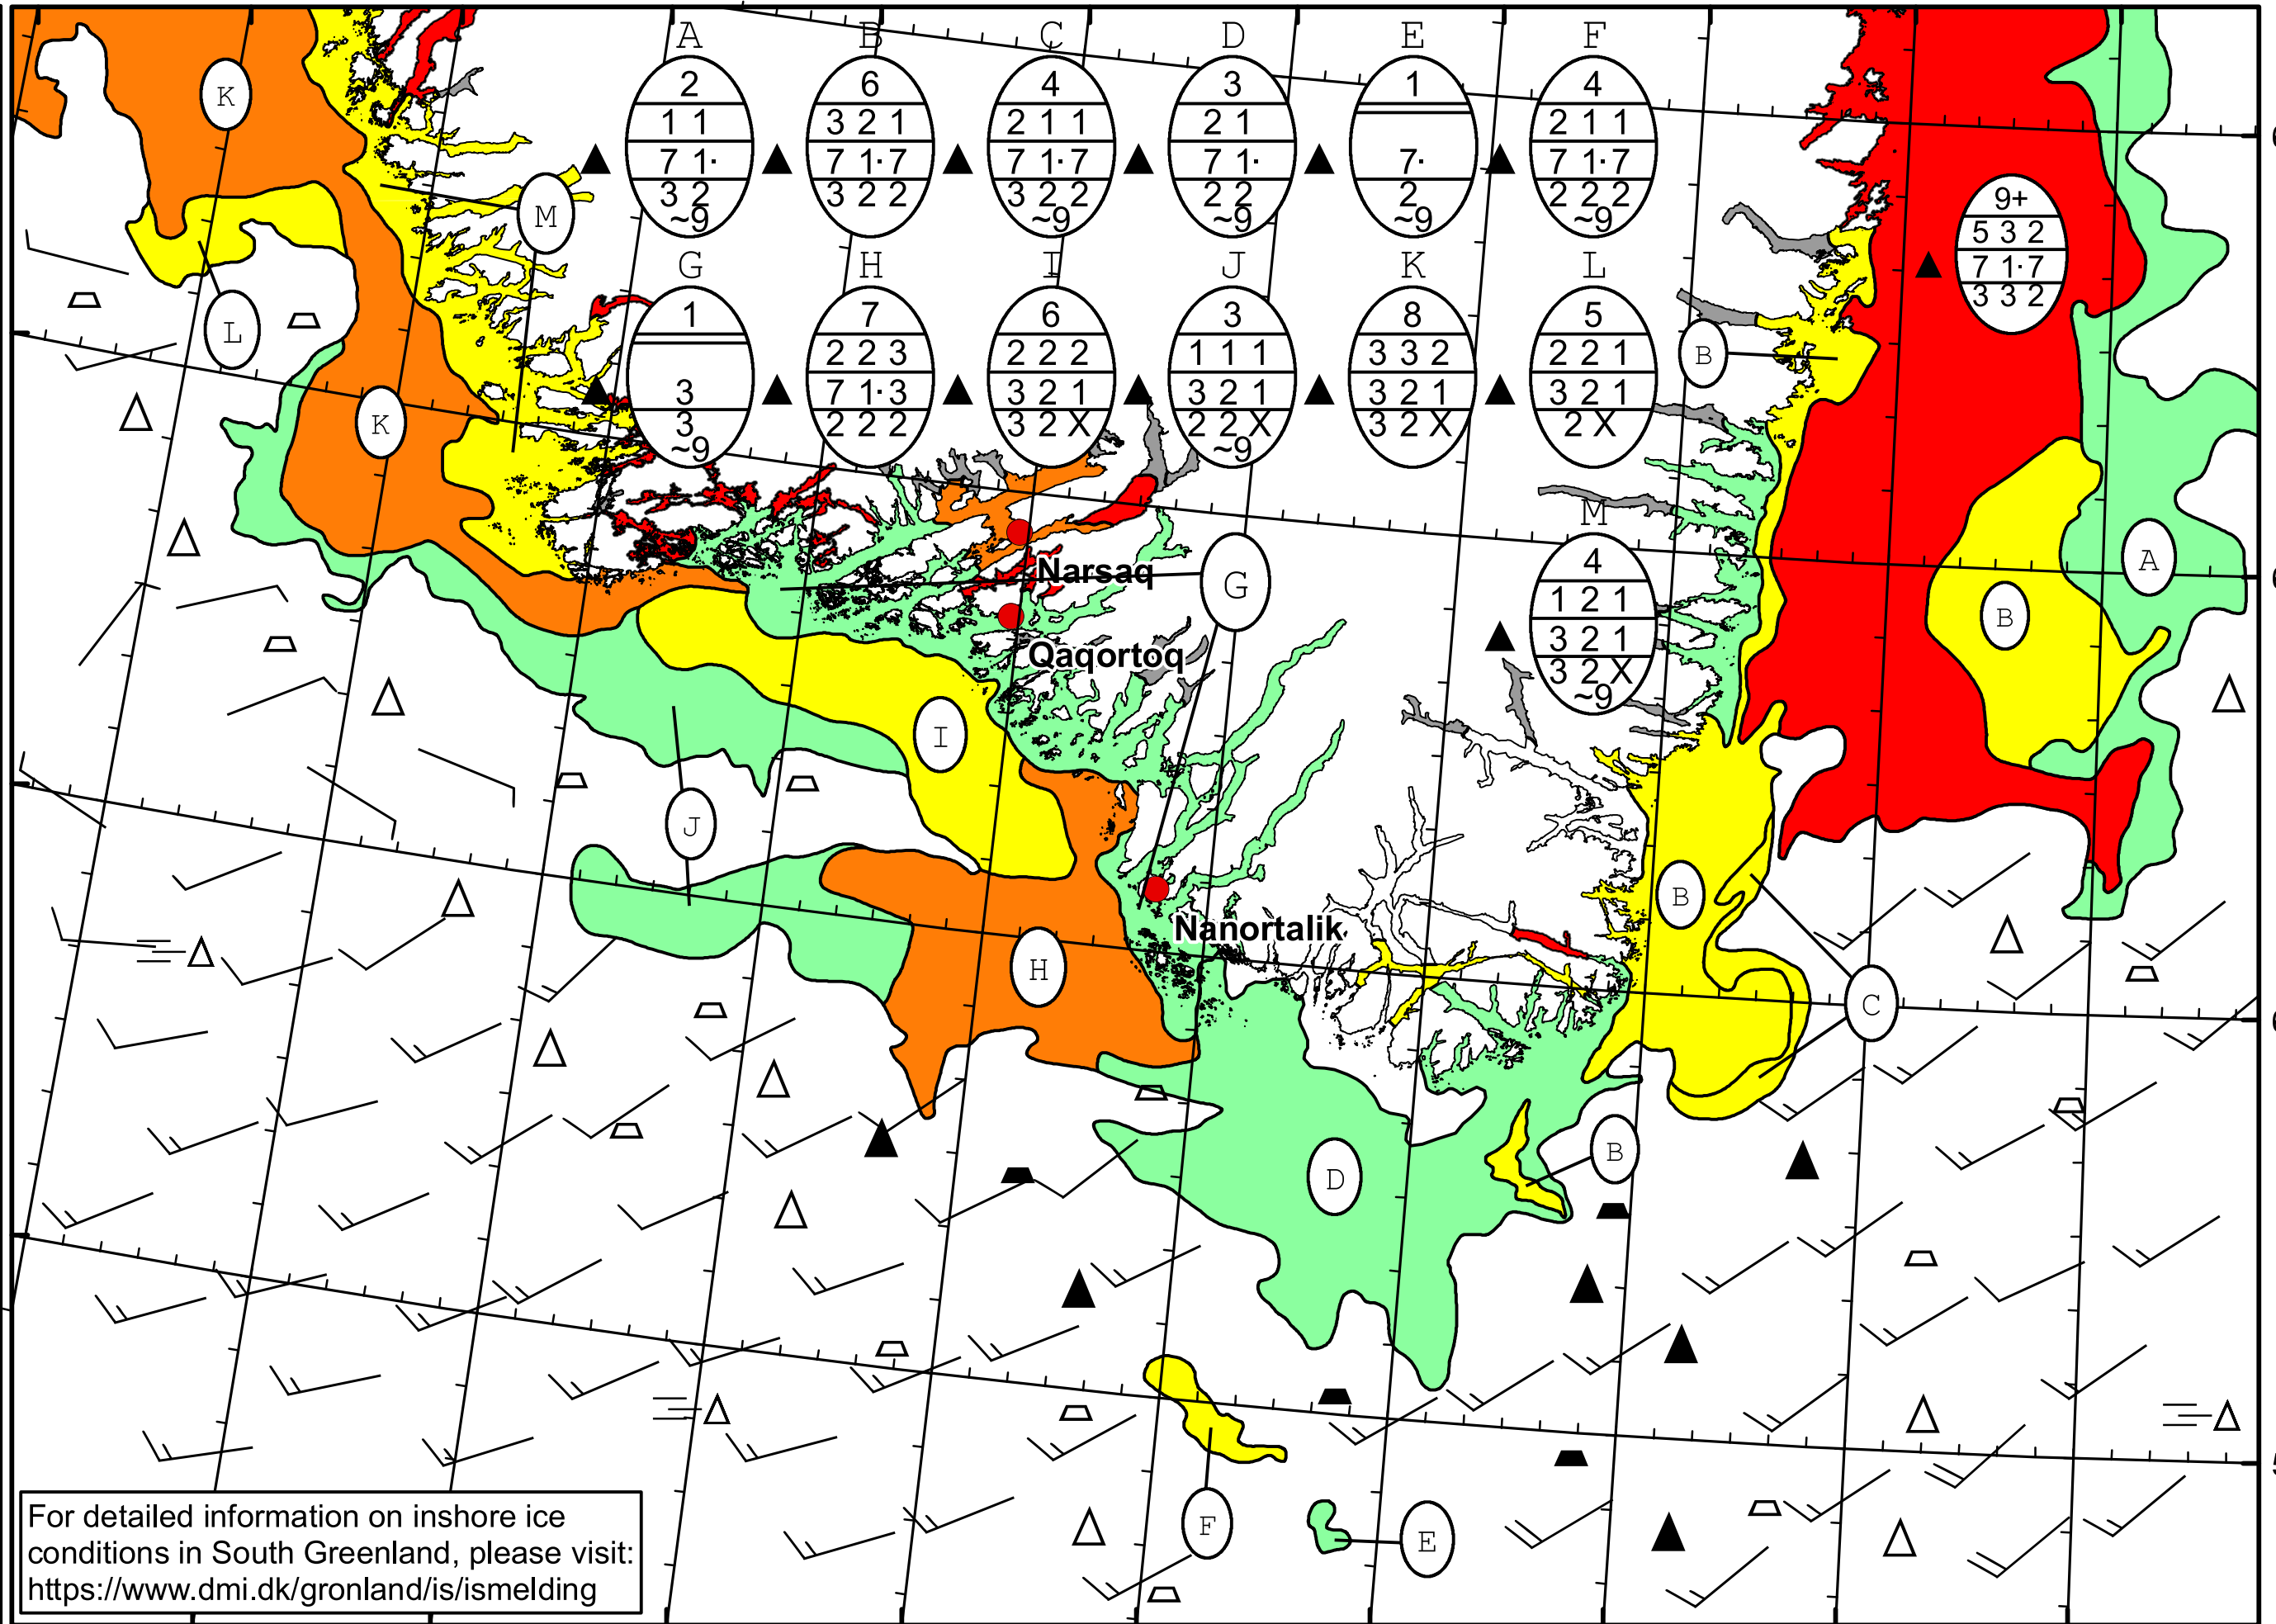 A B C D E F
2 6 4 3 1 4
1 1 3 2 1 2 1 1 2 1 2 1 1
7 1· 7 1·7 7 1·7 7 1· 7· 7 1·7
3 2 3 2 2 3 2 2 2 2 2 2 2 2
~9 ~9 ~9 ~9 ~9
K
M
9+
5 3 2
7 1·7
3 3 2
G H I J K L
1 7 6 3 8 5
2 2 3 2 2 2 1 1 1 3 3 2 2 2 1
3 7 1·3 3 2 1 3 2 1 3 2 1 3 2 1
3 2 2 2 3 2 X 2 2 X 3 2 X 2 X
~9 ~9
L
B
K
M
4
1 2 1
3 2 1
3 2 X
~9
A
Narsaq
G
B
Qaqortoq
I
J
B
Nanortalik
H
C
B
D
F
E
For detailed information on inshore ice
conditions in South Greenland, please visit:
https://www.dmi.dk/gronland/is/ismelding